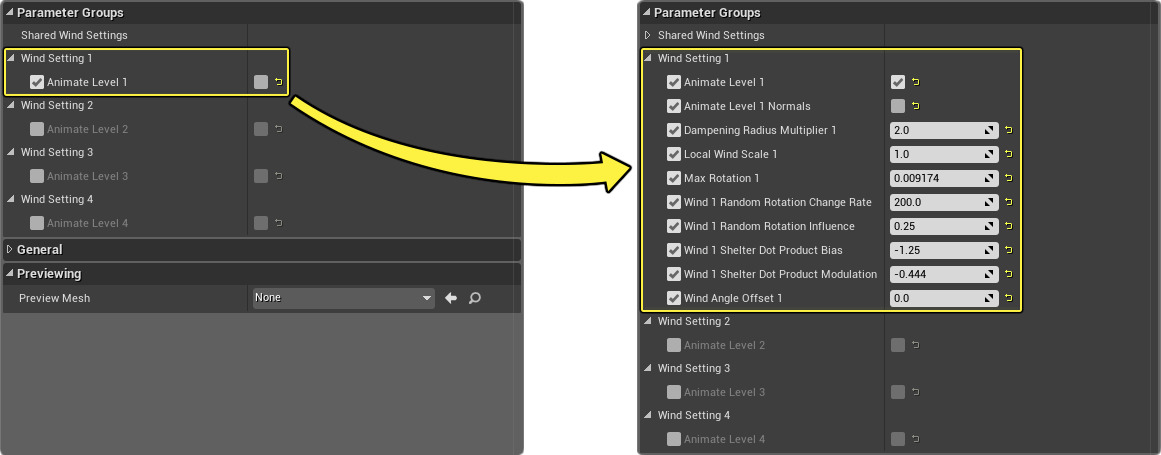 Parameter Groups
Shared Wind Settings
Wind Setting 1
Animate Level 1
Wind Setting 2
Animate Level 2
Wind Setting 3
Animate Level 3
Wind Setting 4
Animate Level 4
General
Previewing
Preview Mesh None
Parameter Groups
Shared Wind Settings
Wind Setting 1
Animate Level 1
Animate Level 1 Normals
Dampening Radius Multiplier 1 2.0
Local Wind Scale 1 1.0
Max Rotation 1 0.009174
Wind 1 Random Rotation Change Rate 200.0
Wind 1 Random Rotation Influence 0.25
Wind 1 Shelter Dot Product Bias -1.25
Wind 1 Shelter Dot Product Modulation -0.444
Wind Angle Offset 1 0.0
Wind Setting 2
Animate Level 2
Wind Setting 3
Animate Level 3
Wind Setting 4
Animate Level 4